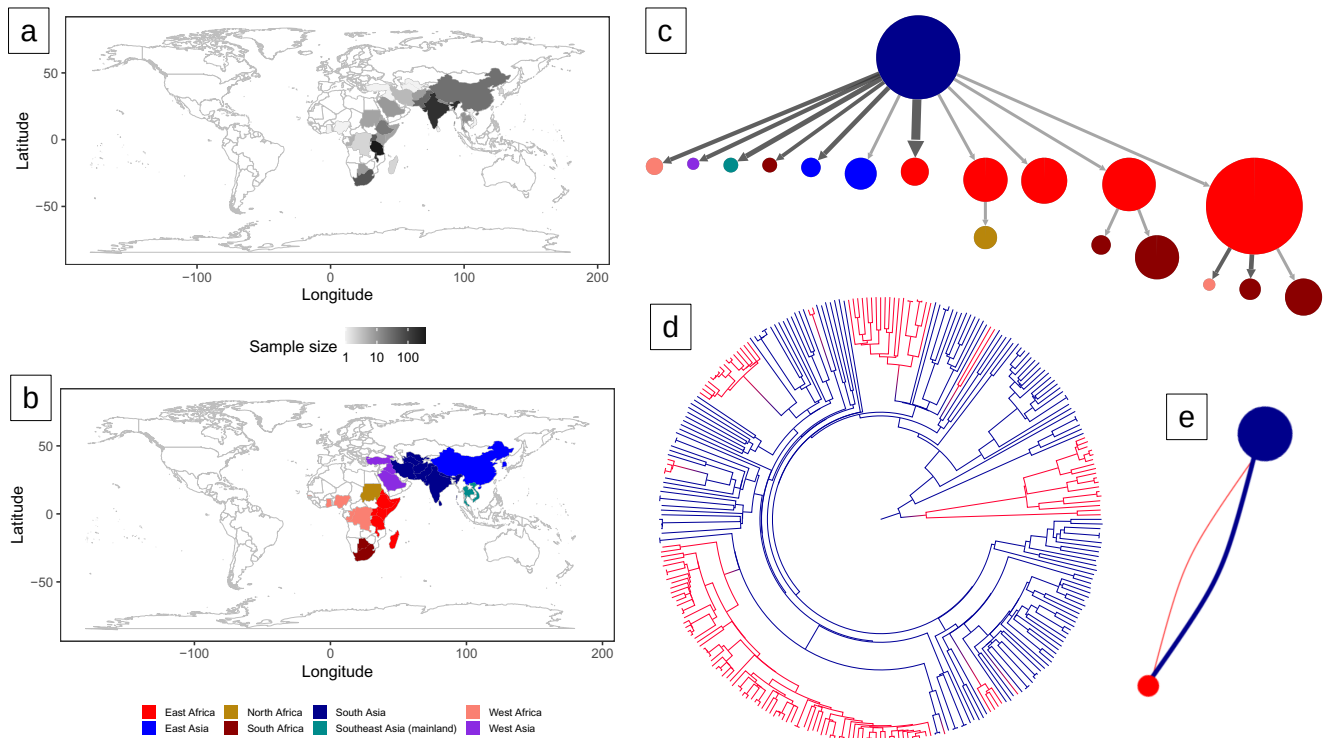 a
50
0
−50
Latitude
−100
0
100
200
Longitude
Sample size
1
10
100
b
50
0
−50
Latitude
−100
0
100
200
Longitude
East Africa
North Africa
South Asia
West Africa
East Asia
South Africa
Southeast Asia (mainland)
West Asia
c
d
e